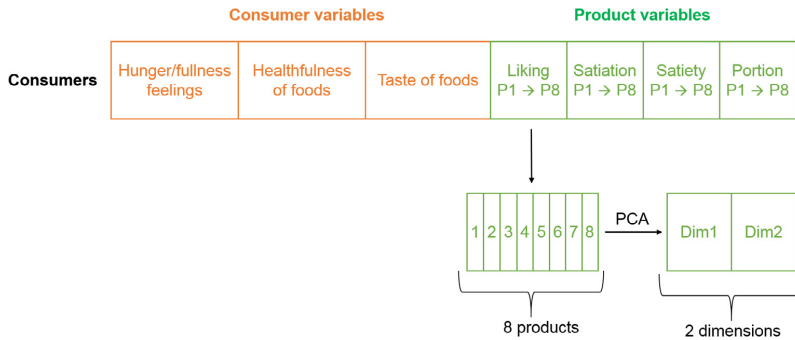 Consumer variables
Product variables
Consumers
Hunger/fullness
feelings
Healthfulness
of foods
Taste of foods
Liking
P1 → P8
Satiation
P1 → P8
Satiety
P1 → P8
Portion
P1 → P8
1 2 3 4 5 6 7 8
PCA
Dim1
Dim2
8 products
2 dimensions